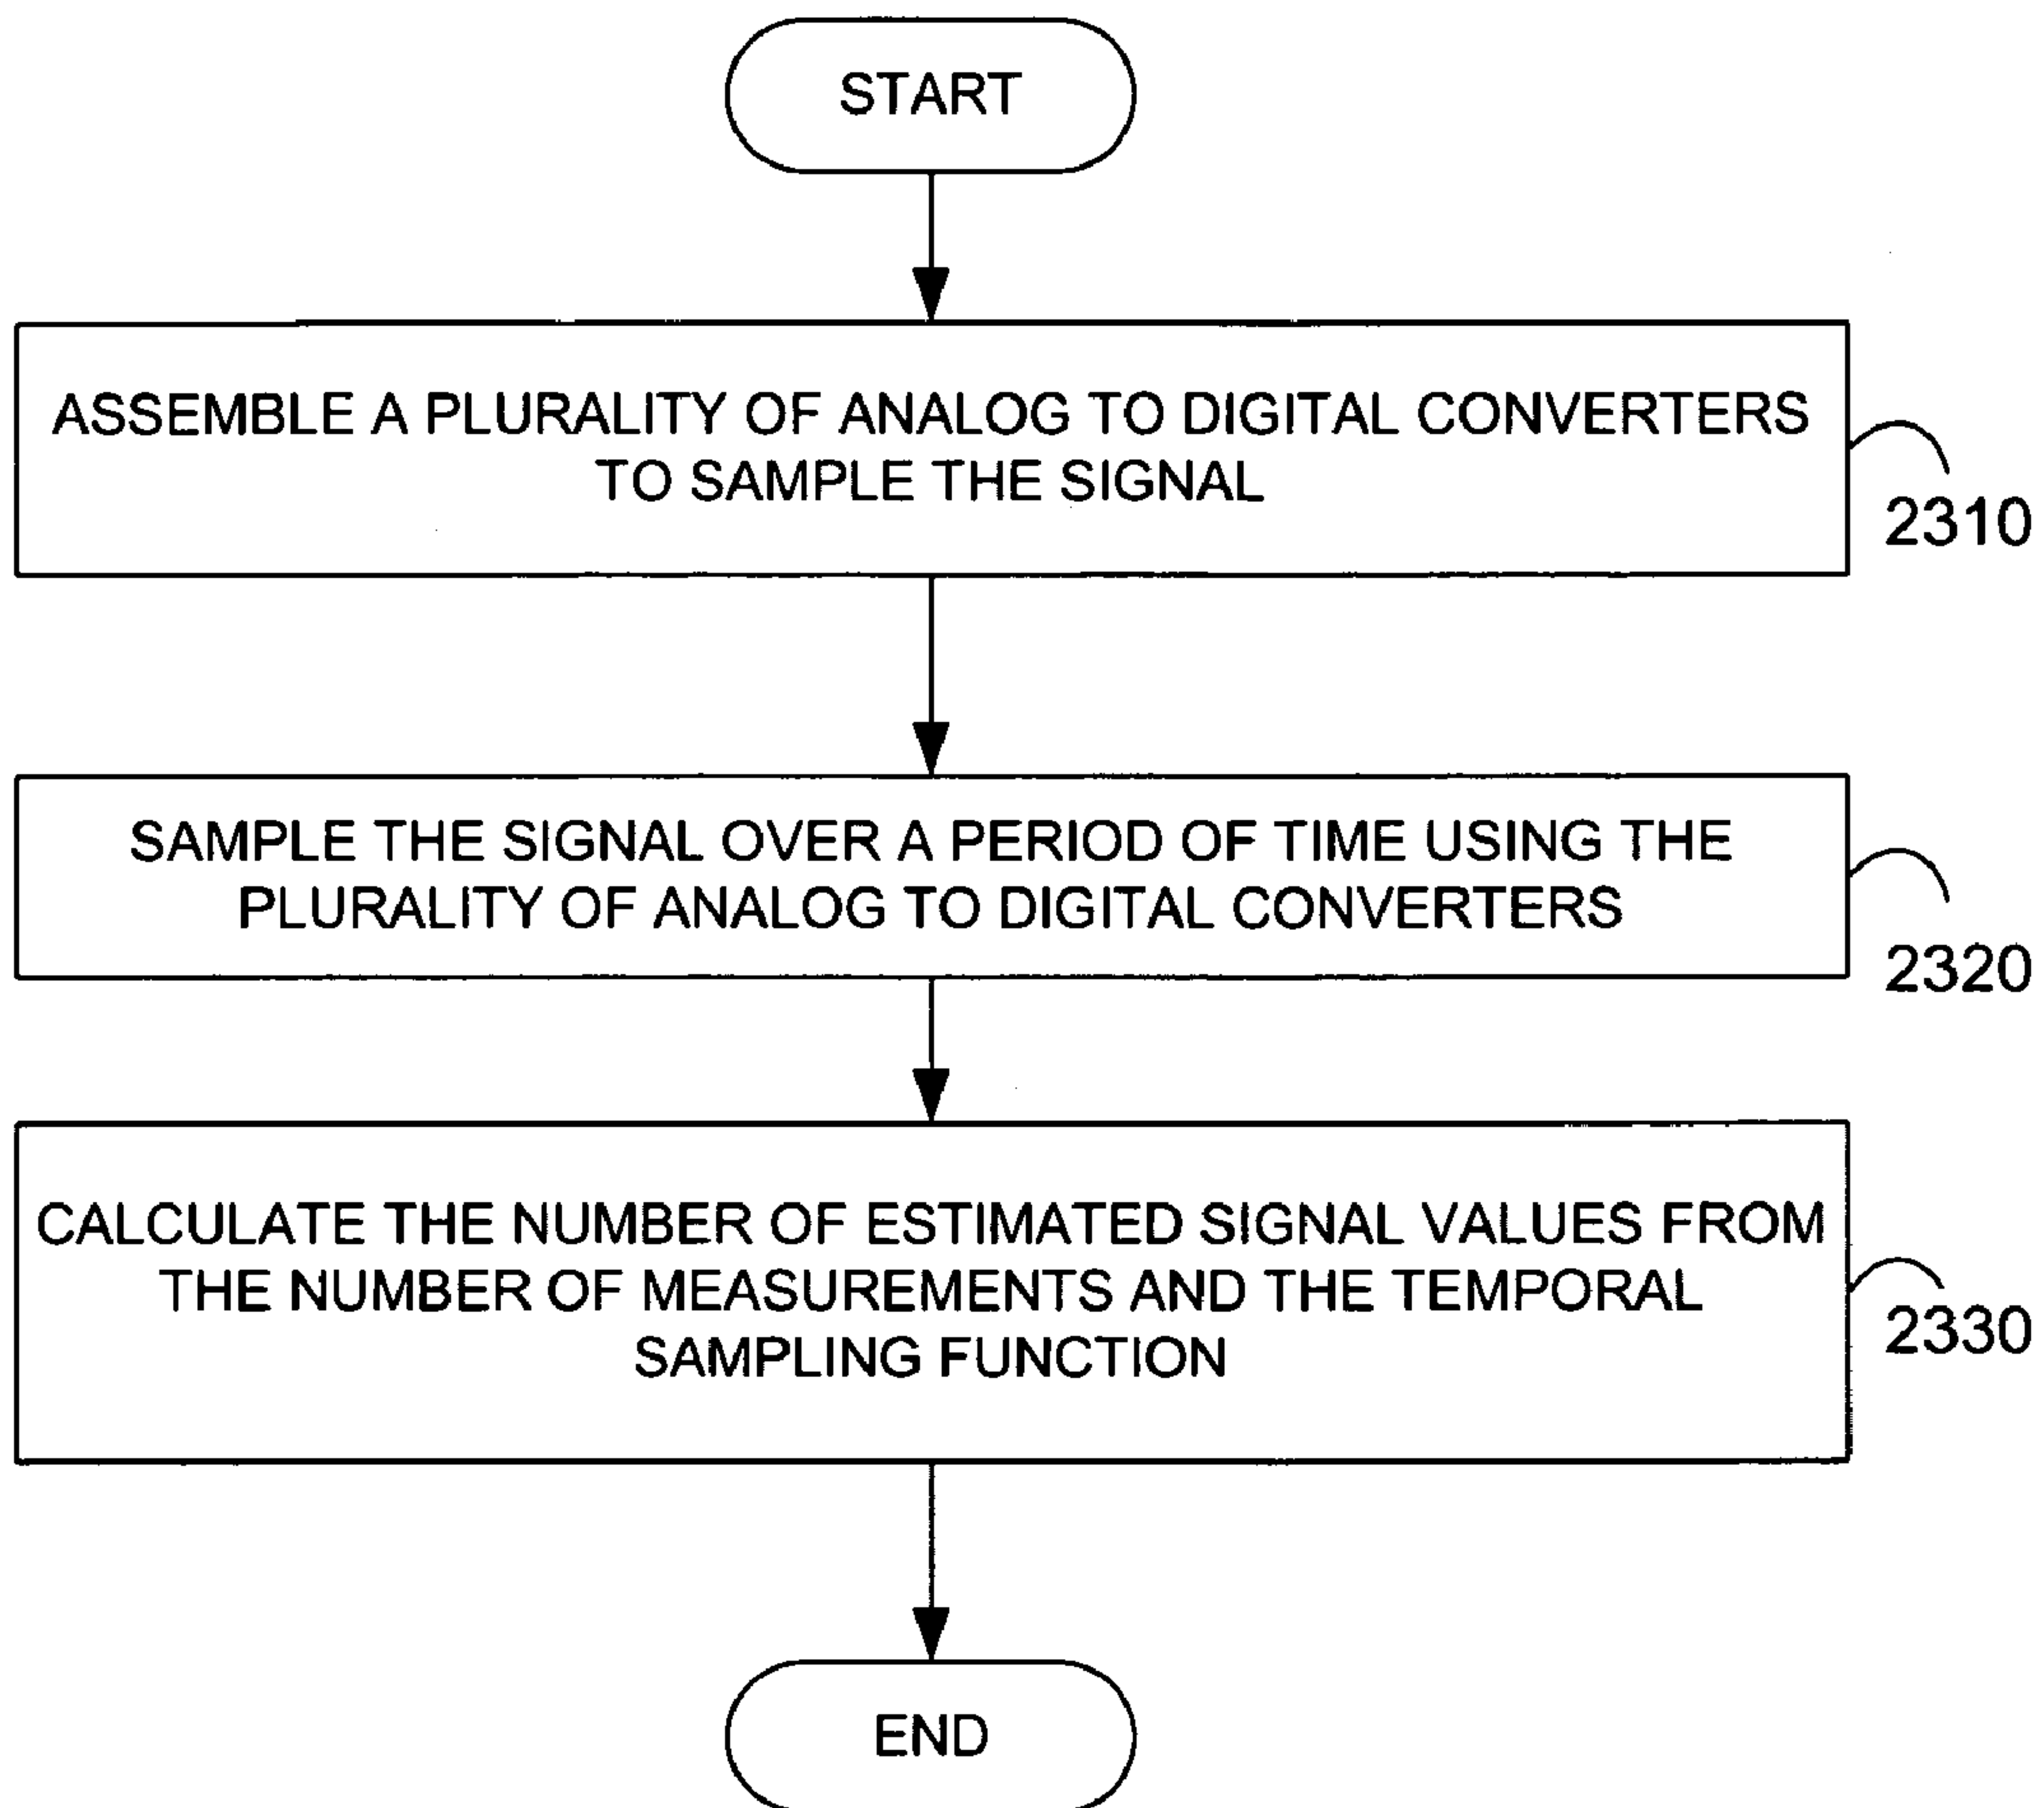 START
ASSEMBLE A PLURALITY OF ANALOG TO DIGITAL CONVERTERS
TO SAMPLE THE SIGNAL
2310
SAMPLE THE SIGNAL OVER A PERIOD OF TIME USING THE
PLURALITY OF ANALOG TO DIGITAL CONVERTERS
2320
CALCULATE THE NUMBER OF ESTIMATED SIGNAL VALUES FROM
THE NUMBER OF MEASUREMENTS AND THE TEMPORAL
SAMPLING FUNCTION
2330
END